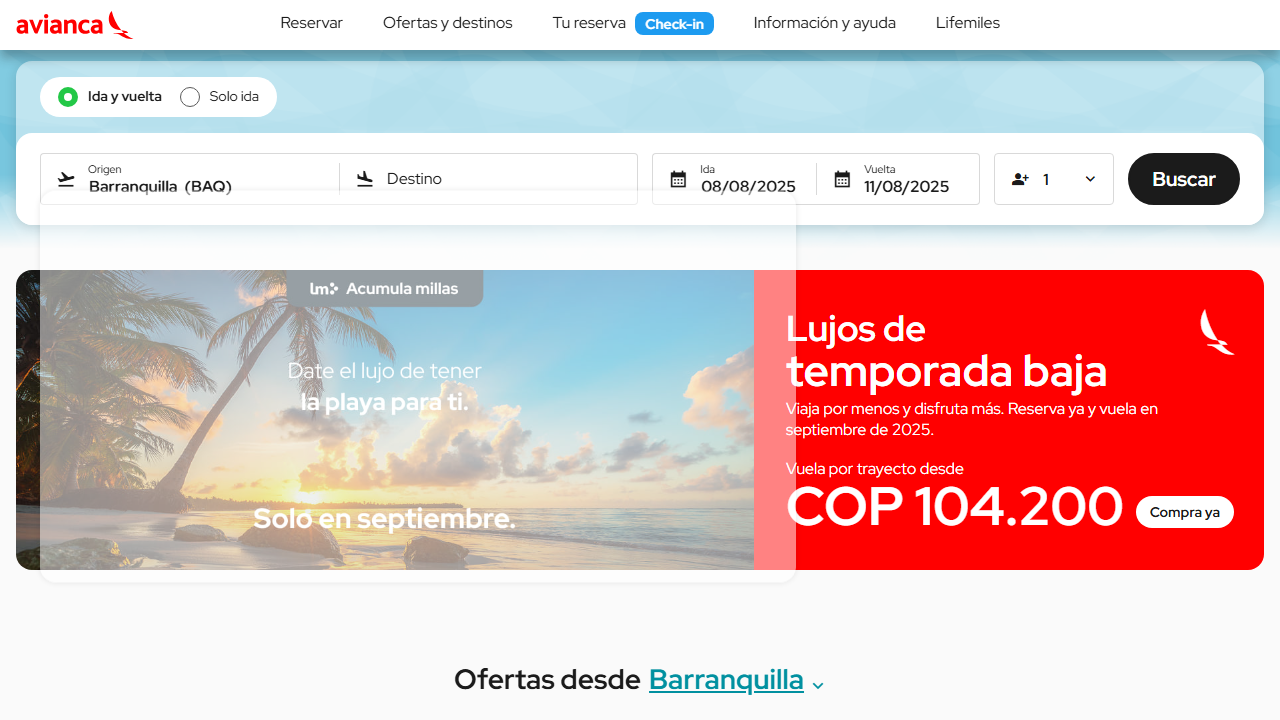 avianca
Reservar
Ofertas y destinos
Tu reserva
Check-in
Información y ayuda
Lifemiles
Ida y vuelta
Solo ida
Origen
Barranquilla (BAQ)
Destino
Ida
08/08/2025
Vuelta
11/08/2025
1
Buscar
lm Acumula millas
Date el lujo de tener
la playa para ti.
Solo en septiembre.
Lujos de
temporada baja
Viaja por menos y disfruta más. Reserva ya y vuela en
septiembre de 2025.
Vuela por trayecto desde
COP 104.200
Compra ya
Ofertas desde Barranquilla